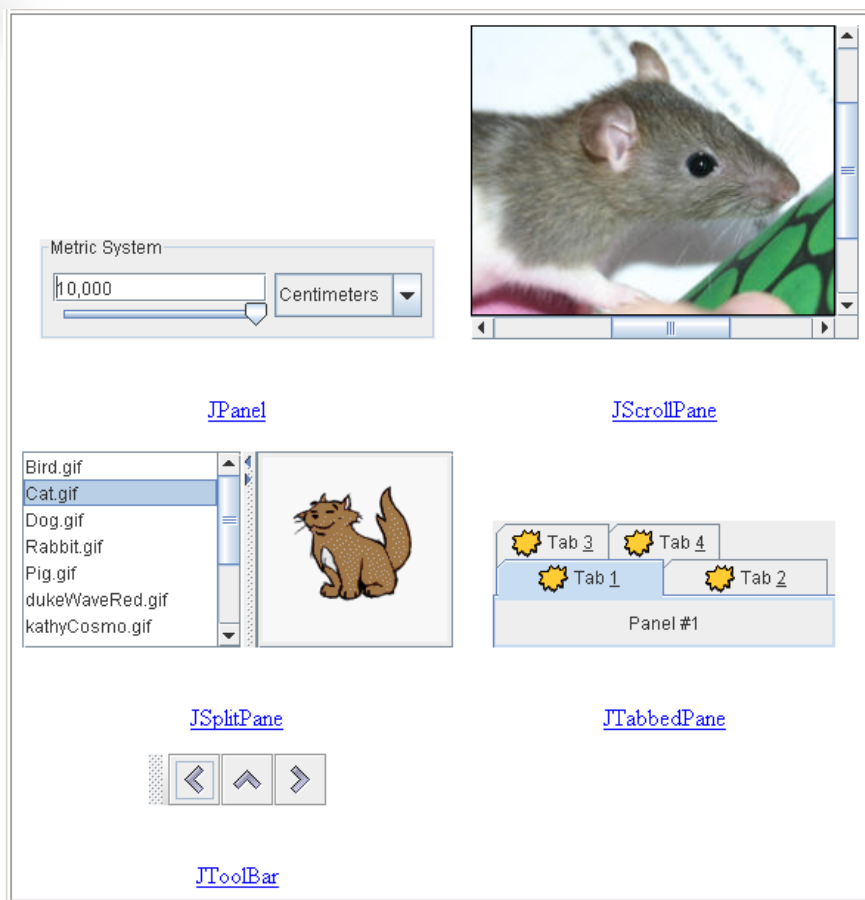 Metric System
10,000
Centimeters
JPanel
JScrollPane
Bird.gif
Cat.gif
Dog.gif
Rabbit.gif
Pig.gif
dukeWaveRed.gif
kathyCosmo.gif
Tab 3
Tab 4
Tab 1
Tab 2
Panel #1
JSplitPane
JTabbedPane
JToolBar